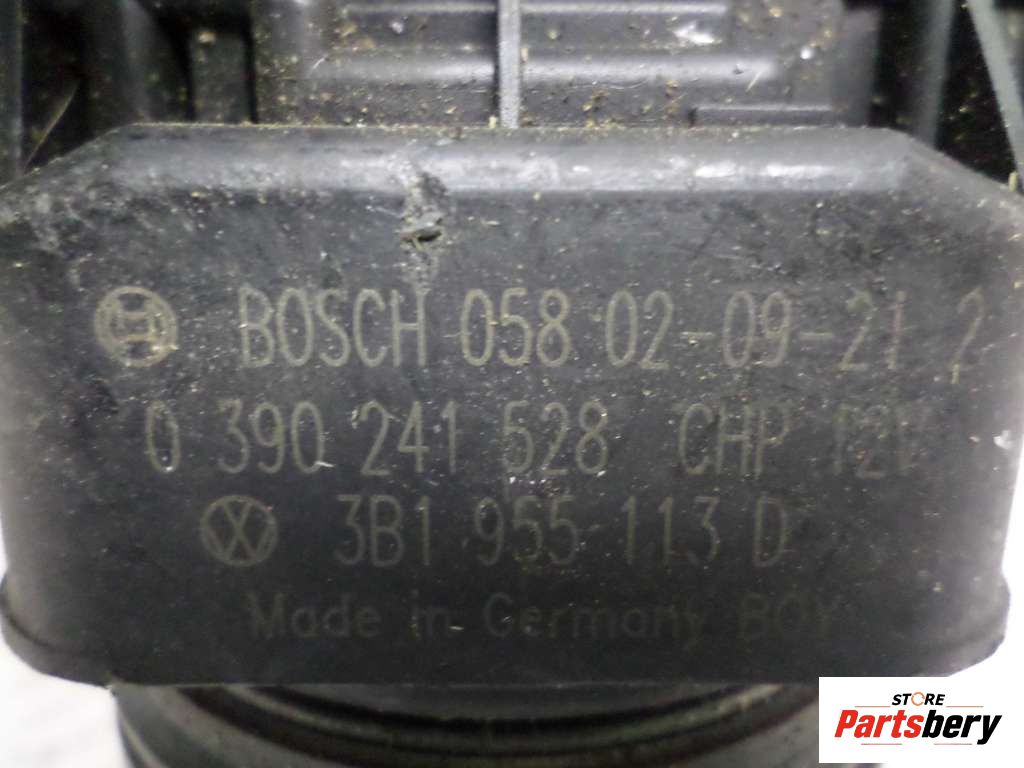 BOSCH 058 02-09-21 2
0 390 241 528 CHP 12V
3B1 955 113 D
Made in Germany BOY
STORE
Partsbery